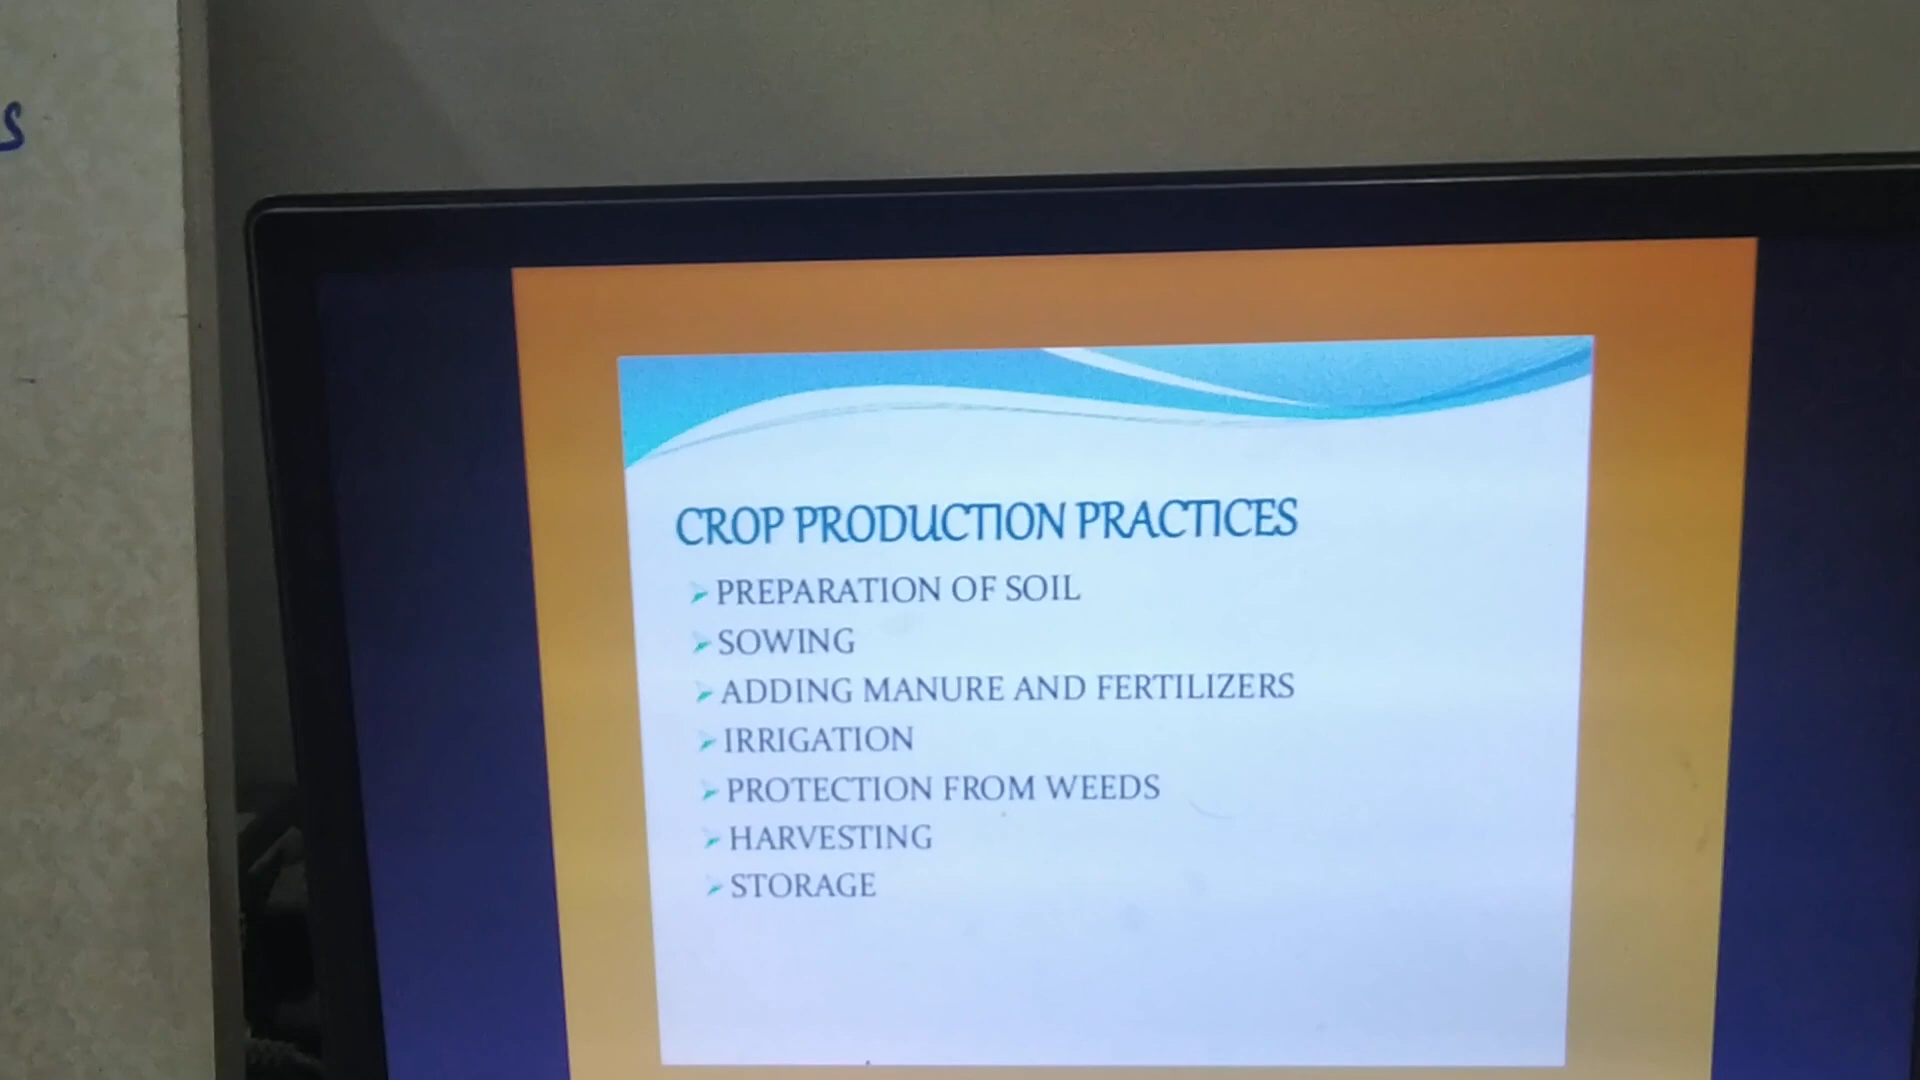 s
CROP PRODUCTION PRACTICES
PREPARATION OF SOIL
SOWING
ADDING MANURE AND FERTILIZERS
IRRIGATION
PROTECTION FROM WEEDS
HARVESTING
STORAGE